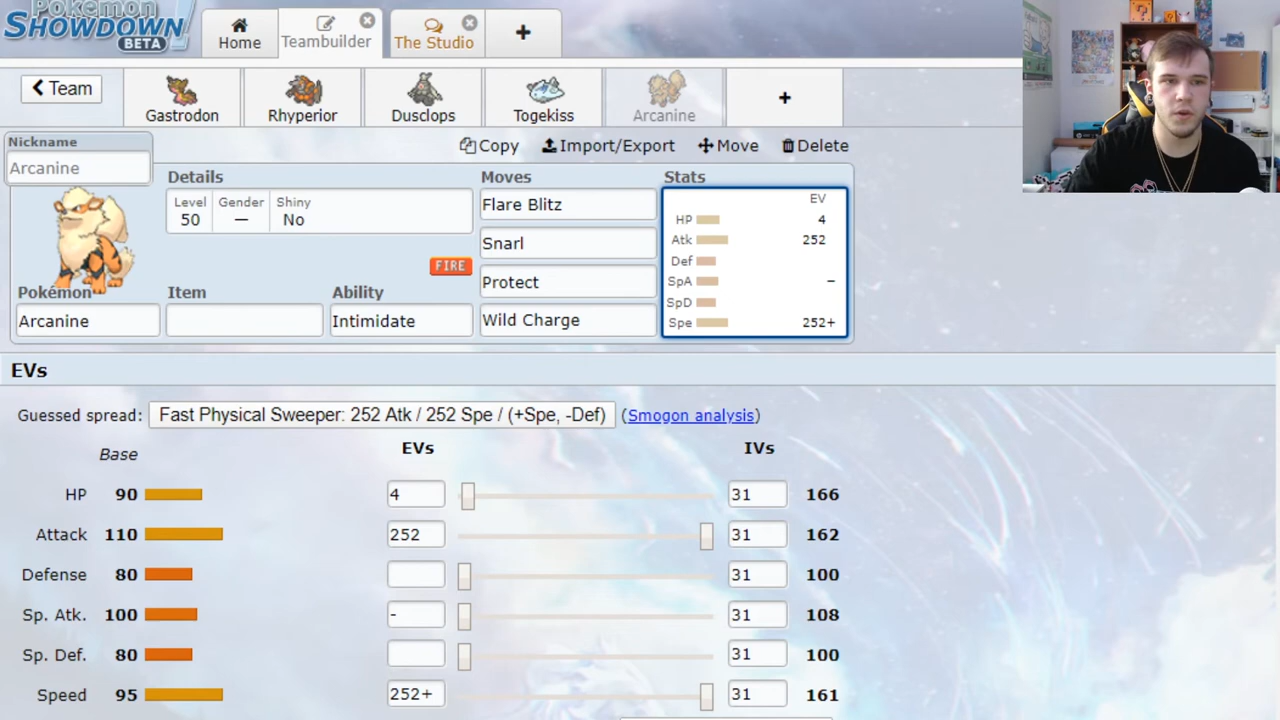 Pokémon
SHOWDOWN!
BETA
Home
Teambuilder
The Studio
+
< Team
Gastrodon
Rhyperior
Dusclops
Togekiss
Arcanine
+
Nickname
Arcanine
Copy Import/Export Move Delete
Details
Level Gender Shiny
50 — No
FIRE
Pokémon Item Ability
Arcanine Intimidate
Moves
Flare Blitz
Snarl
Protect
Wild Charge
Stats
EV
HP 4
Atk 252
Def
SpA –
SpD
Spe 252+
EVs
Guessed spread: Fast Physical Sweeper: 252 Atk / 252 Spe / (+Spe, -Def) (Smogon analysis)
Base EVs IVs
HP 90 4 31 166
Attack 110 252 31 162
Defense 80 31 100
Sp. Atk. 100 - 31 108
Sp. Def. 80 31 100
Speed 95 252+ 31 161